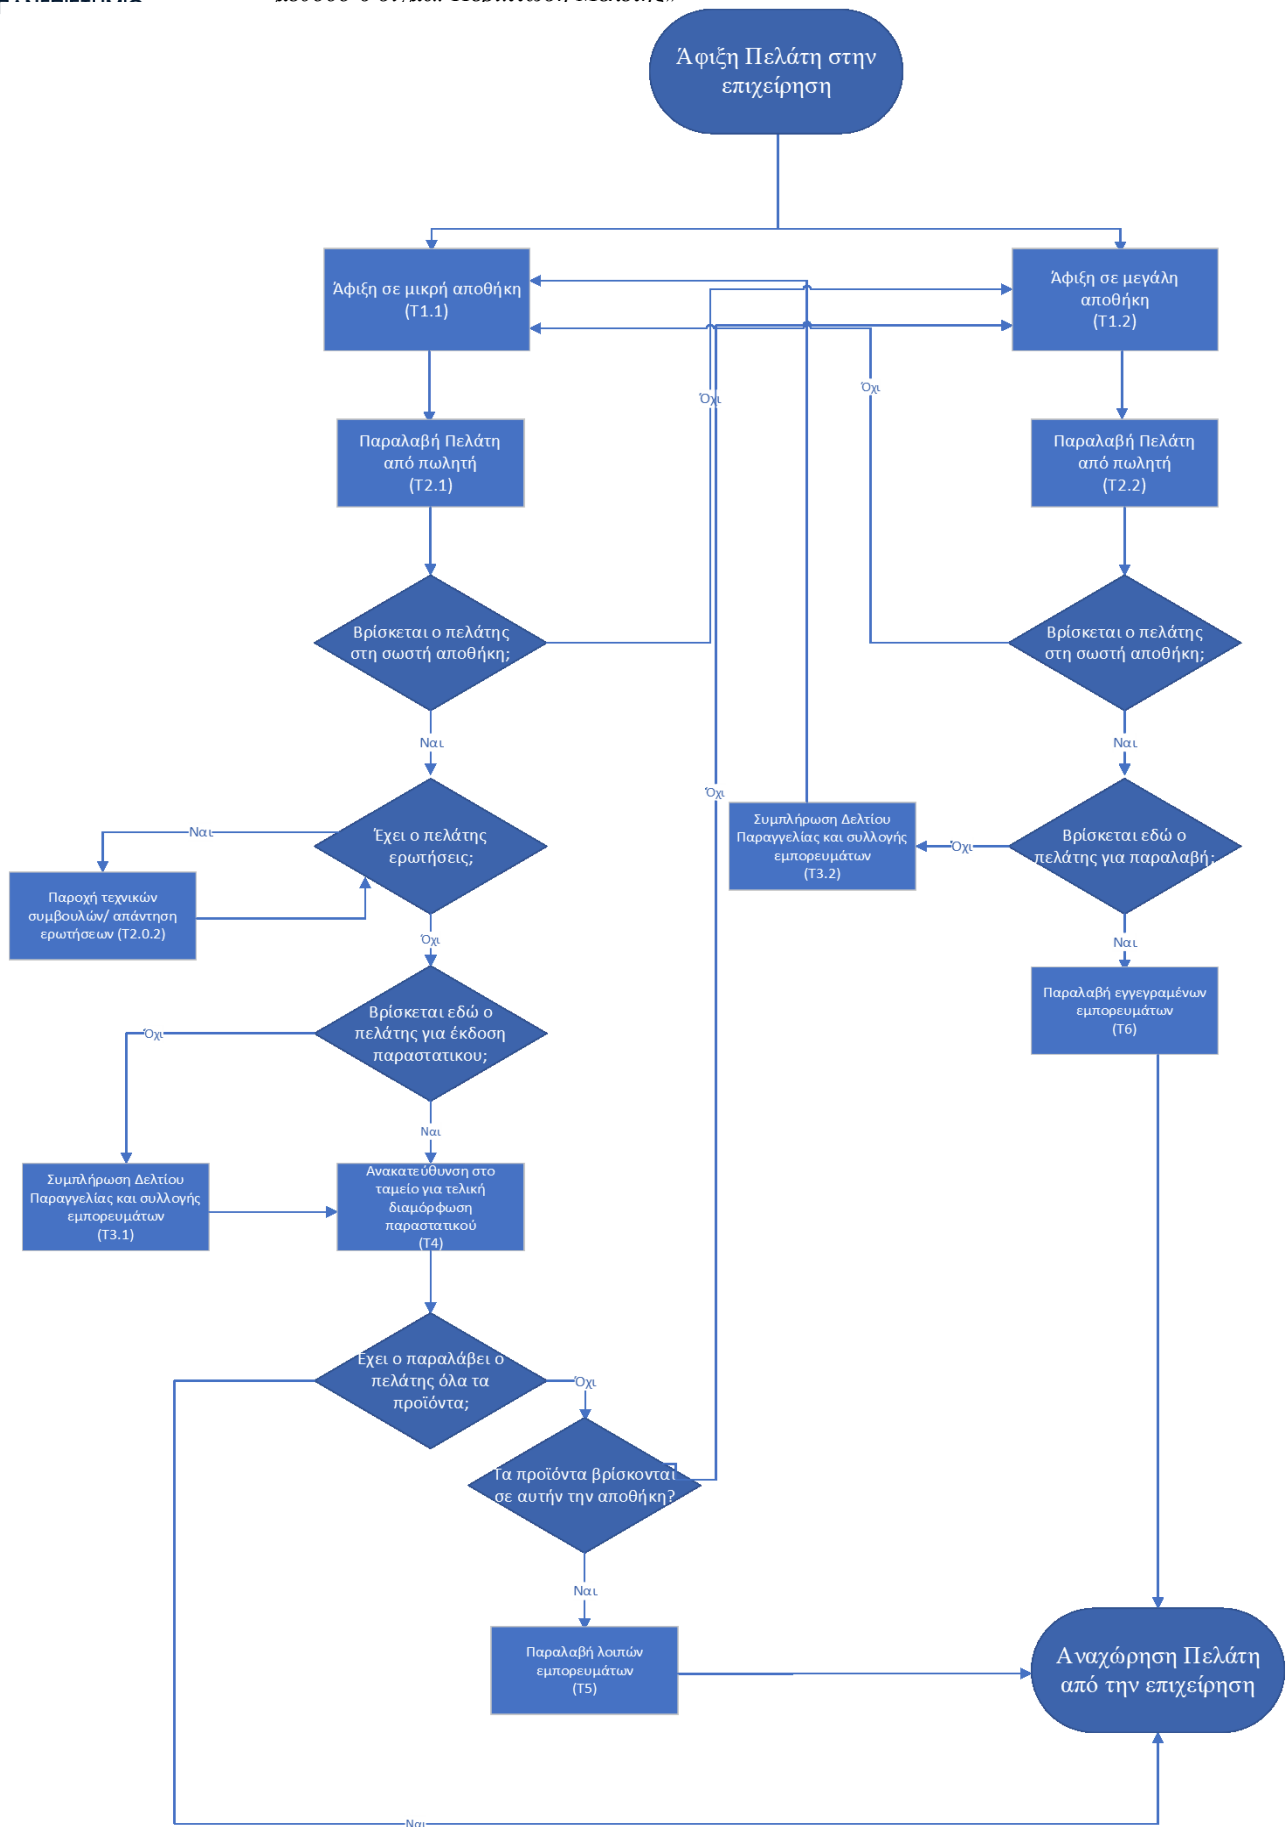 Άφιξη Πελάτη στην
επιχείρηση
Άφιξη σε μικρή αποθήκη
(Τ1.1)
Άφιξη σε μεγάλη
αποθήκη
(Τ1.2)
Όχι
Όχι
Παραλαβή Πελάτη
από πωλητή
(Τ2.1)
Παραλαβή Πελάτη
από πωλητή
(Τ2.2)
Βρίσκεται ο πελάτης
στη σωστή αποθήκη;
Βρίσκεται ο πελάτης
στη σωστή αποθήκη;
Ναι
Ναι
Όχι
Έχει ο πελάτης
ερωτήσεις;
Ναι
Συμπλήρωση Δελτίου
Παραγγελίας και συλλογής
εμπορευμάτων
(Τ3.2)
Όχι
Βρίσκεται εδώ ο
πελάτης για παραλαβή;
Παροχή τεχνικών
συμβουλών/ απάντηση
ερωτήσεων (Τ2.0.2)
Όχι
Ναι
Βρίσκεται εδώ ο
πελάτης για έκδοση
παραστατικου;
Όχι
Παραλαβή εγγεγραμένων
εμπορευμάτων
(Τ6)
Ναι
Συμπλήρωση Δελτίου
Παραγγελίας και συλλογής
εμπορευμάτων
(Τ3.1)
Ανακατεύθυνση στο
ταμείο για τελική
διαμόρφωση
παραστατικού
(Τ4)
Έχει ο παραλάβει ο
πελάτης όλα τα
προϊόντα;
Όχι
Τα προϊόντα βρίσκονται
σε αυτήν την αποθήκη?
Ναι
Παραλαβή λοιπών
εμπορευμάτων
(Τ5)
Αναχώρηση Πελάτη
από την επιχείρηση
Ναι